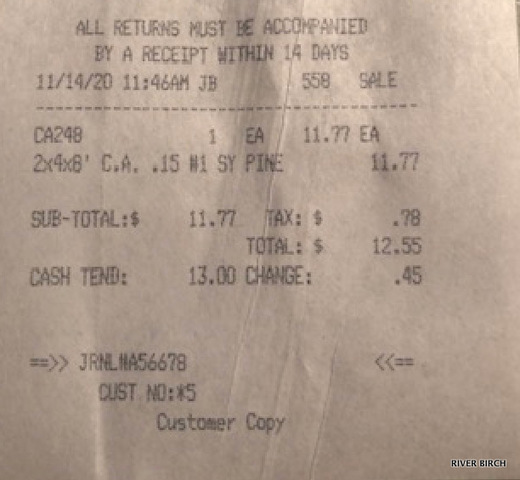 ALL RETURNS MUST BE ACCOMPANIED
BY A RECEIPT WITHIN 14 DAYS
11/14/20 11:46AM JB 558 SALE
CA248 1 EA 11.77 EA
2x4x8' C.A. .15 #1 SY PINE 11.77
SUB-TOTAL:$ 11.77 TAX: $ .78
TOTAL: $ 12.55
CASH TEND: 13.00 CHANGE: .45
==>> JRNL#A56678 <<==
CUST NO:*5
Customer Copy
RIVER BIRCH